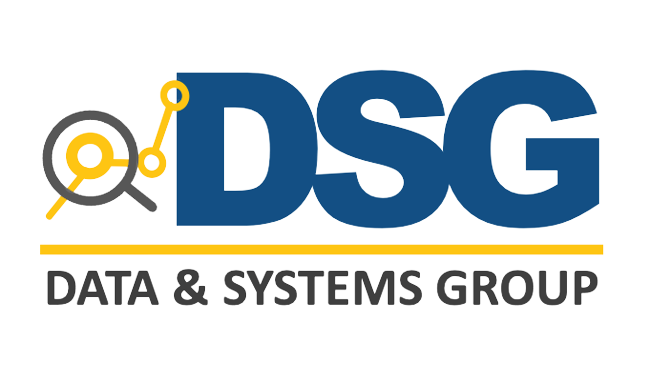 DSG
DATA & SYSTEMS GROUP